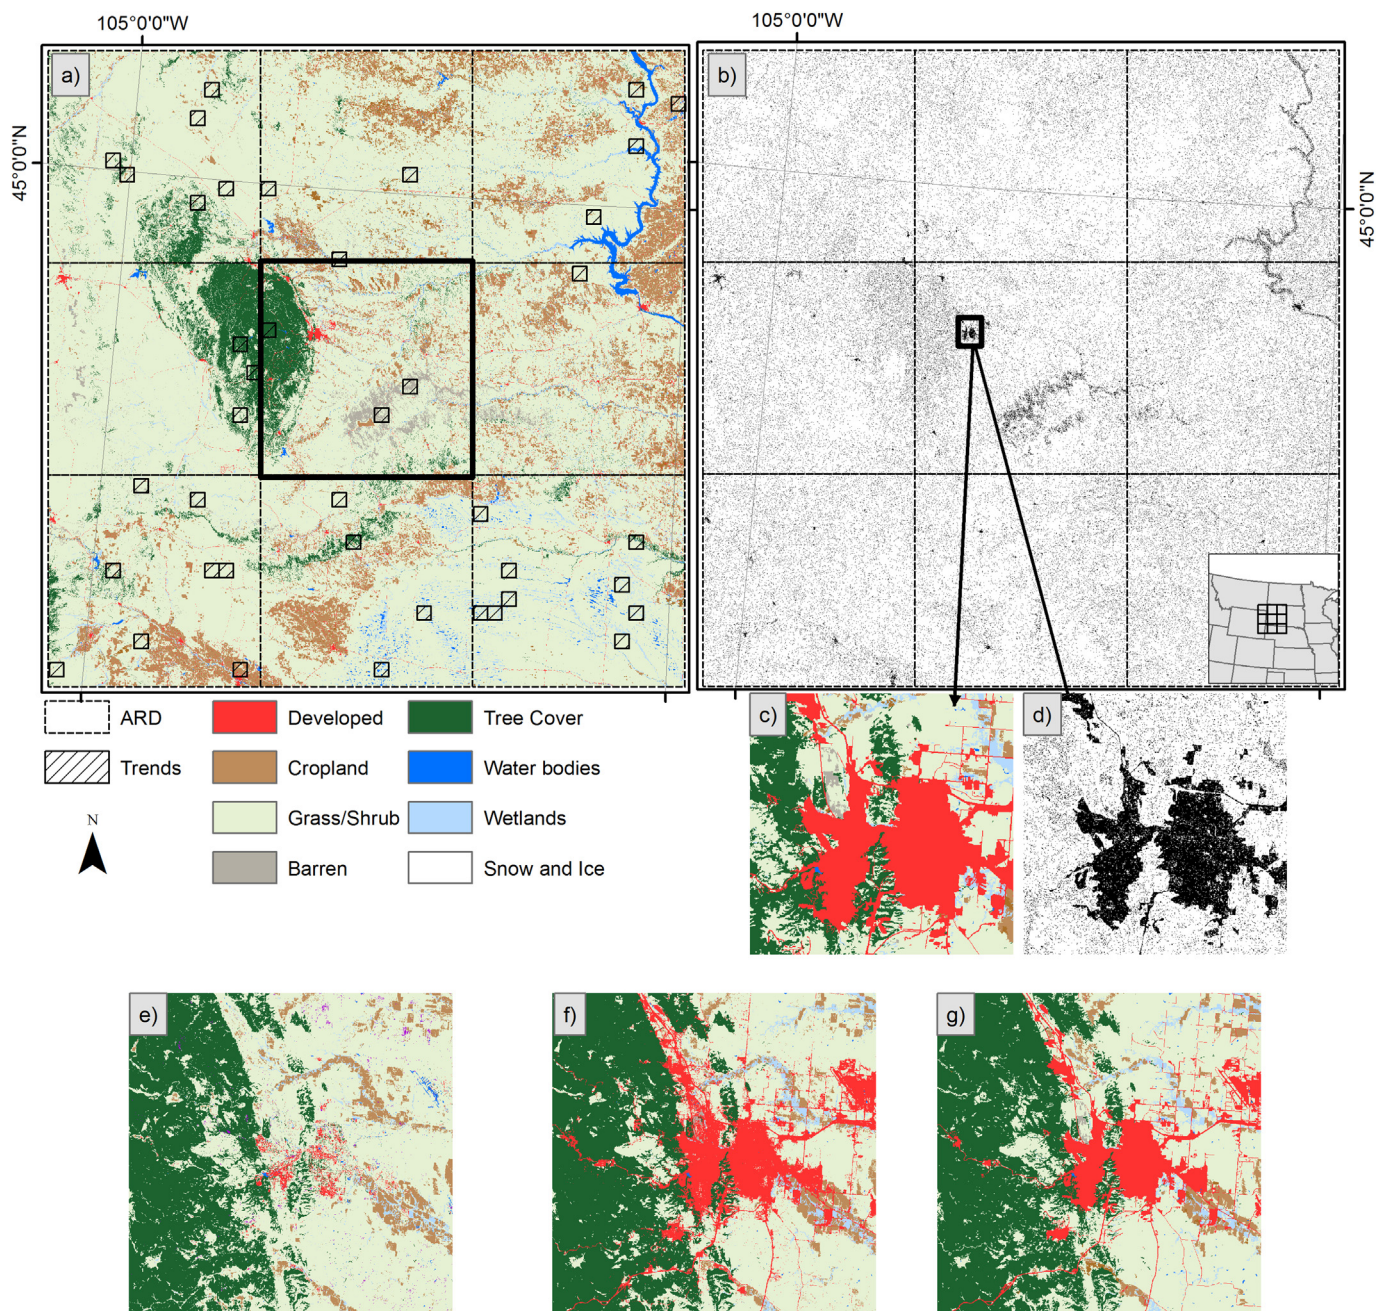 105°0'0"W
105°0'0"W
a)
b)
45°0'0"N
45°0'0"N
ARD
Developed
Tree Cover
c)
d)
Trends
Cropland
Water bodies
N
Grass/Shrub
Wetlands
Barren
Snow and Ice
e)
f)
g)